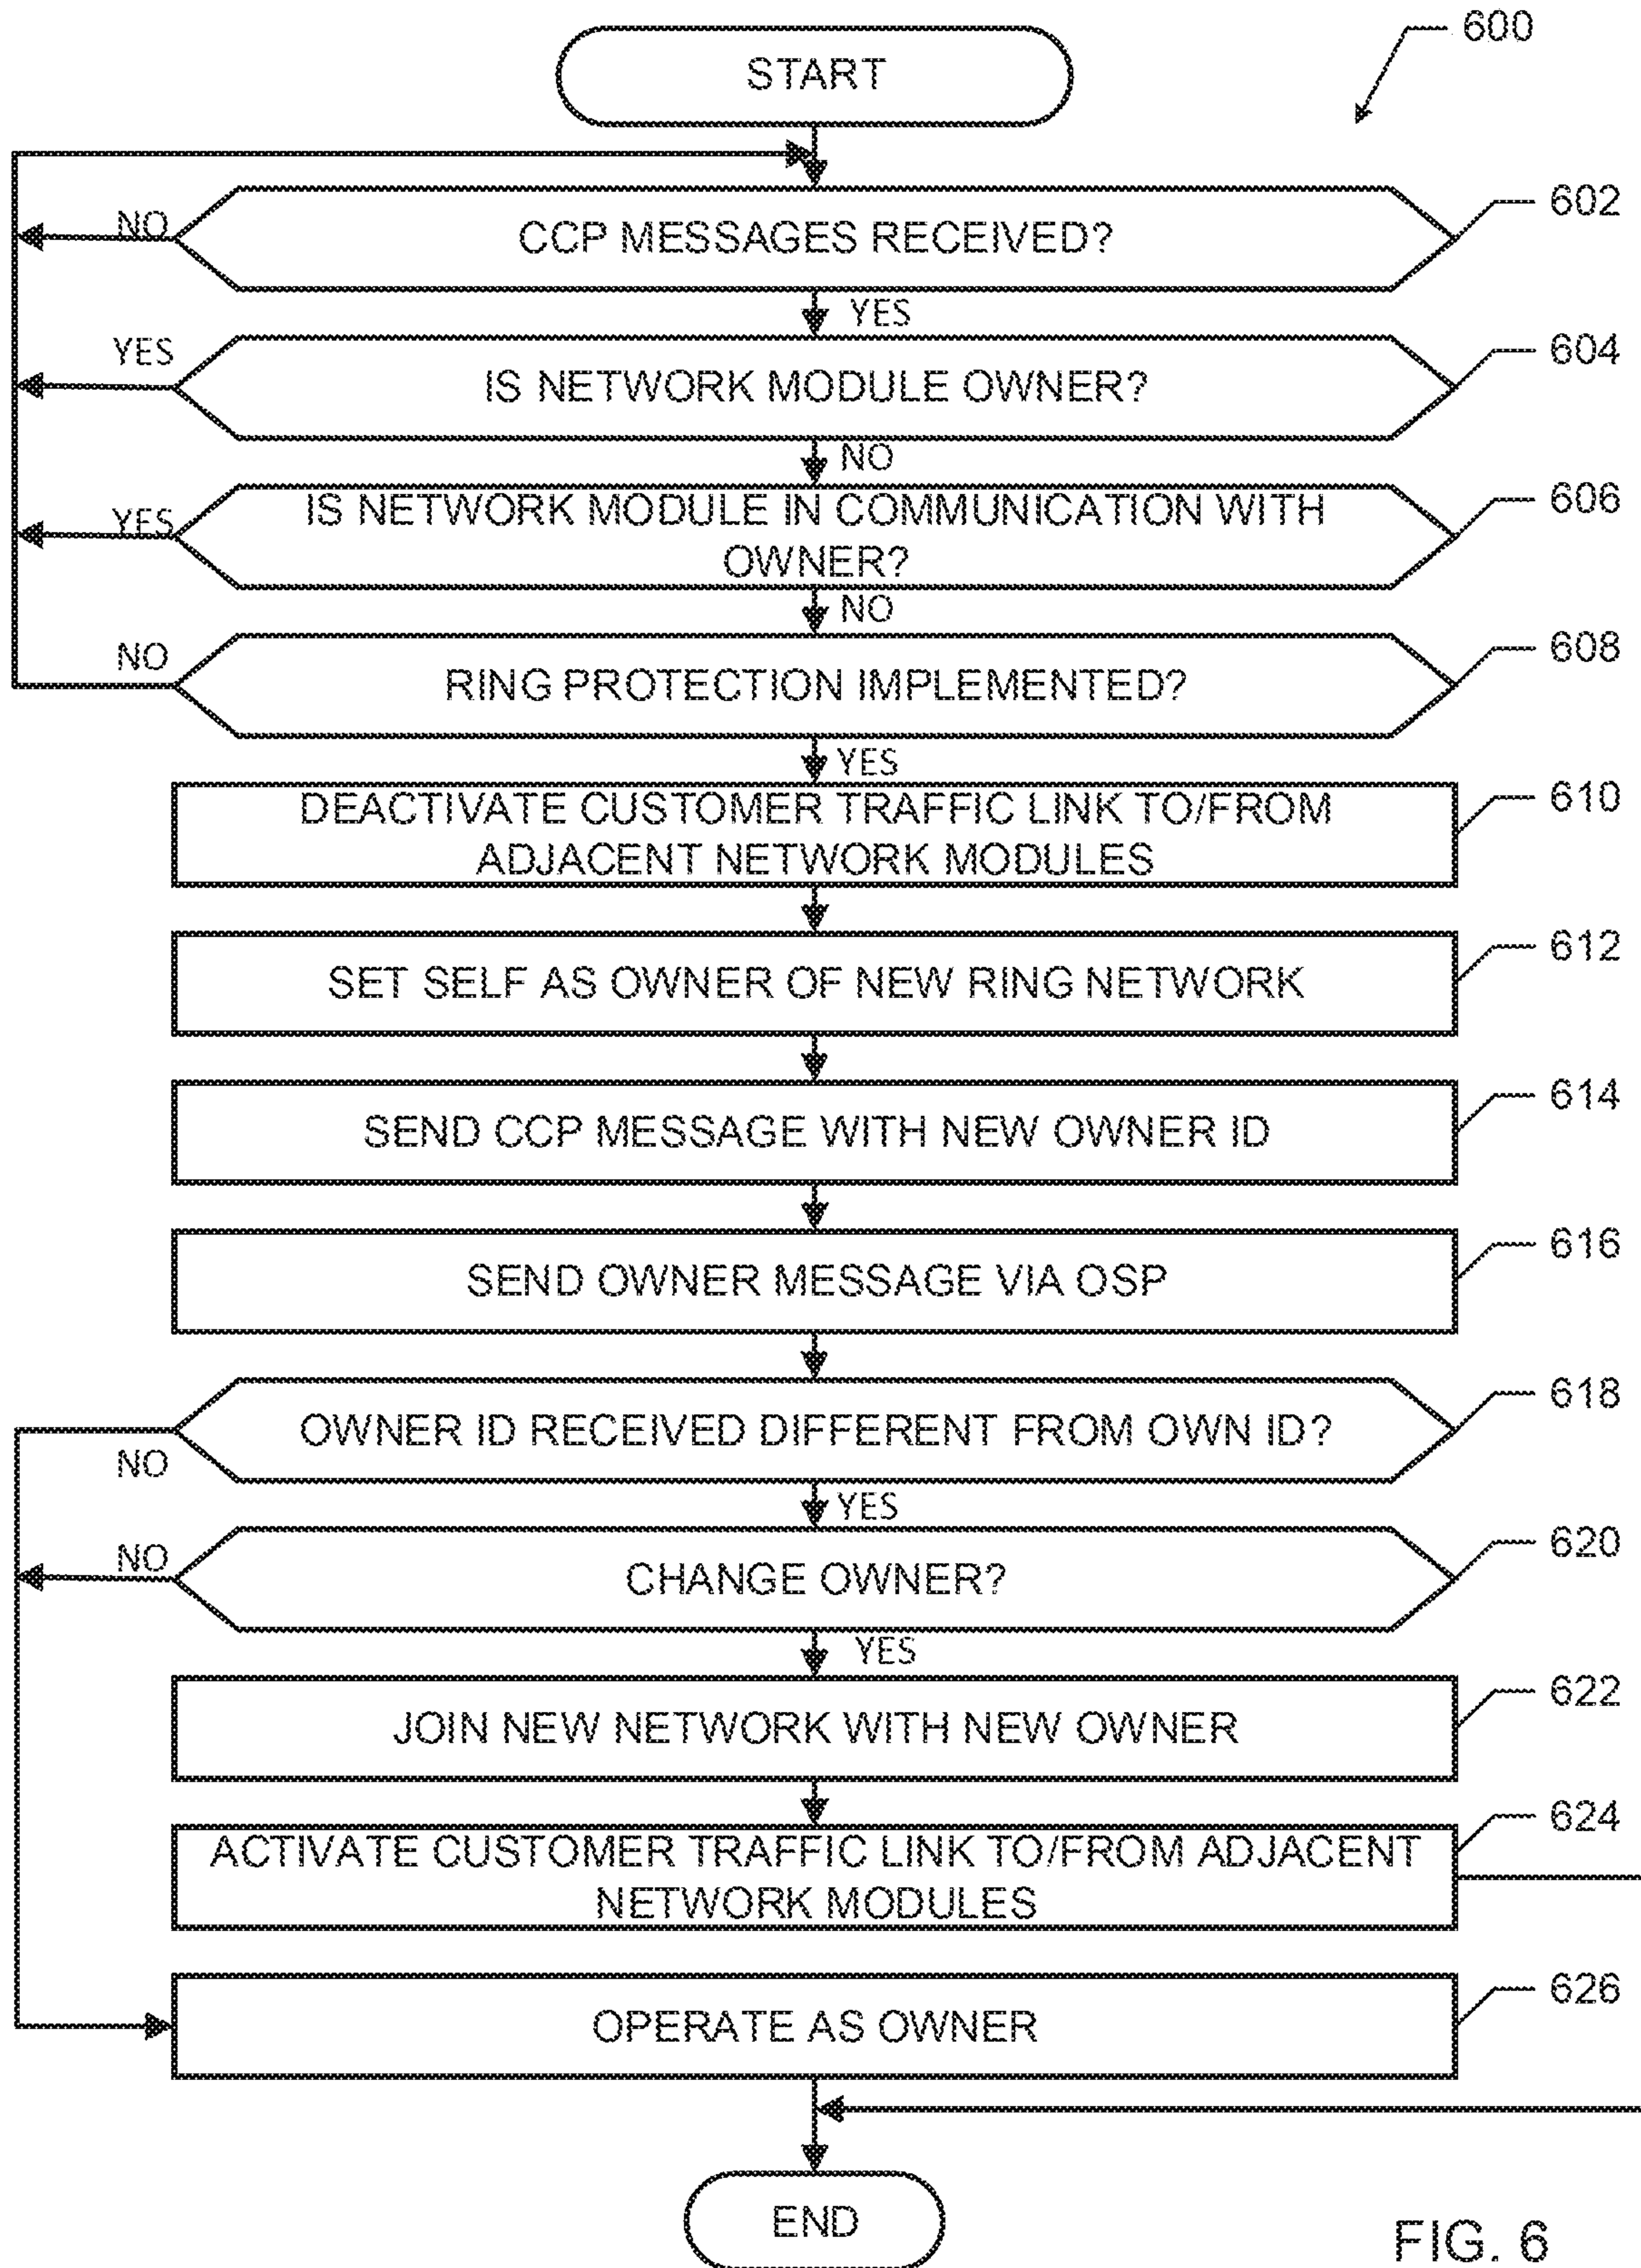 600
START
602
NO
CCP MESSAGES RECEIVED?
YES
604
YES
IS NETWORK MODULE OWNER?
NO
606
YES
IS NETWORK MODULE IN COMMUNICATION WITH
OWNER?
NO
608
NO
RING PROTECTION IMPLEMENTED?
YES
610
DEACTIVATE CUSTOMER TRAFFIC LINK TO/FROM
ADJACENT NETWORK MODULES
612
SET SELF AS OWNER OF NEW RING NETWORK
614
SEND CCP MESSAGE WITH NEW OWNER ID
616
SEND OWNER MESSAGE VIA OSP
618
OWNER ID RECEIVED DIFFERENT FROM OWN ID?
NO
YES
620
NO
CHANGE OWNER?
YES
622
JOIN NEW NETWORK WITH NEW OWNER
624
ACTIVATE CUSTOMER TRAFFIC LINK TO/FROM ADJACENT
NETWORK MODULES
626
OPERATE AS OWNER
END
FIG. 6